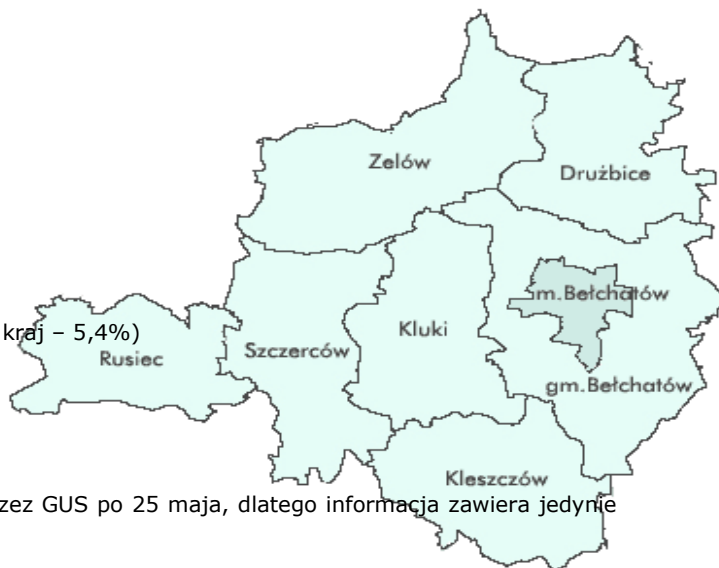 Zelów
Drużbice
m.Bełchatów
kraj – 5,4%)
Rusiec
Szczerców
Kluki
gm.Bełchatów
Kleszczów
zez GUS po 25 maja, dlatego informacja zawiera jedynie